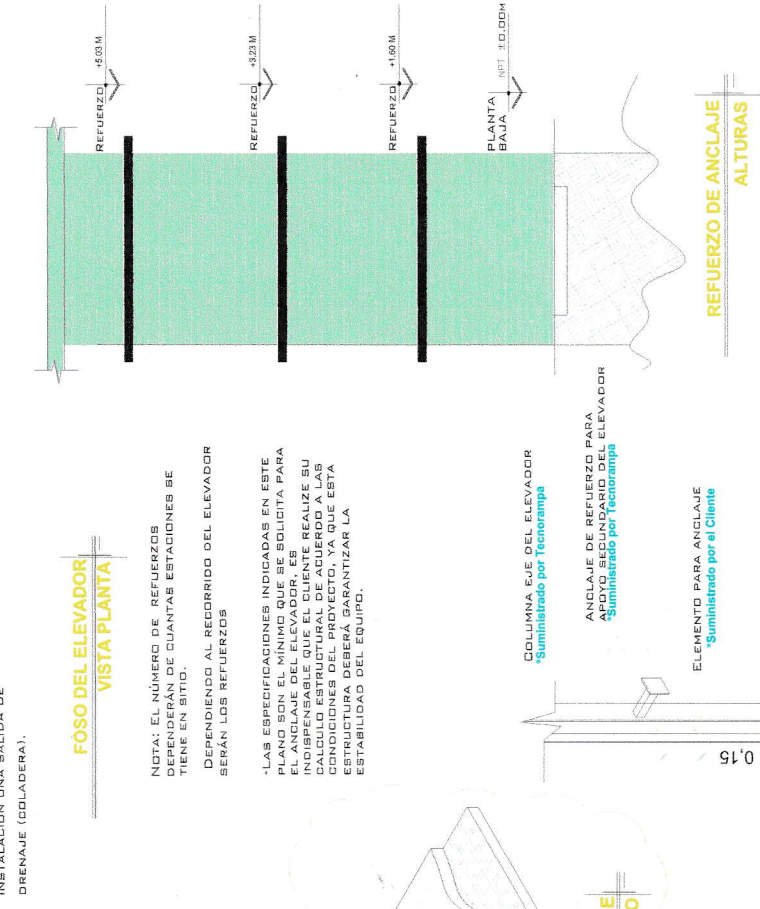 INSTALACIÓN UNA SALIDA DE
DRENAJE (COLADERA).
FÓSO DEL ELEVADOR
VISTA PLANTA
NOTA: EL NÚMERO DE REFUERZOS
DEPENDERÁN DE CUANTAS ESTACIONES SE
TIENE EN SITIO.
DEPENDIENDO AL RECORRIDO DEL ELEVADOR
SERÁN LOS REFUERZOS
-LAS ESPECIFICACIONES INDICADAS EN ESTE
PLANO SON EL MÍNIMO QUE SE SOLICITA PARA
EL ANCLAJE DEL ELEVADOR, ES
INDISPENSABLE QUE EL CLIENTE REALIZE SU
CALCULO ESTRUCTURAL DE ACUERDO A LAS
CONDICIONES DEL PROYECTO, YA QUE ESTA
ESTRUCTURA DEBERÁ GARANTIZAR LA
ESTABILIDAD DEL EQUIPO.
REFUERZO +5.03 M
REFUERZO +3.23 M
REFUERZO +1.60 M
PLANTA
BAJA NPT ±0.00M
REFUERZO DE ANCLAJE
ALTURAS
COLUMNA EJE DEL ELEVADOR
*Suministrado por Tecnorampa
ANCLAJE DE REFUERZO PARA
APOYO SECUNDARIO DEL ELEVADOR
*Suministrado por Tecnorampa
ELEMENTO PARA ANCLAJE
*Suministrado por el Cliente
0,15
E
O